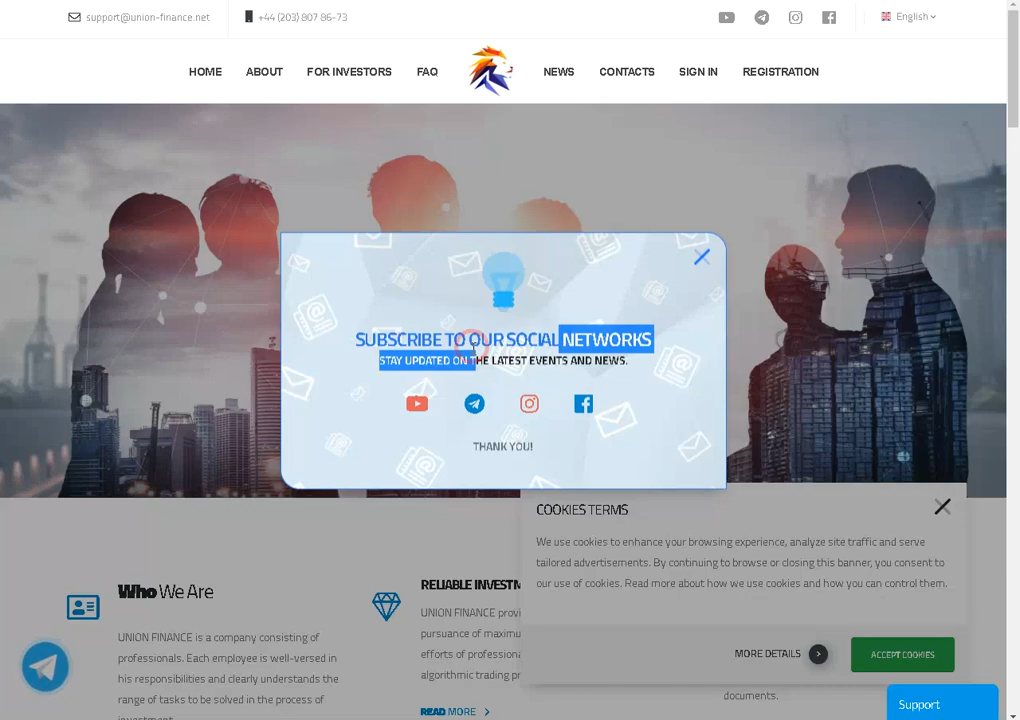 support@union-finance.net
+44 (203) 807 86-73
English
HOME ABOUT FOR INVESTORS FAQ NEWS CONTACTS SIGN IN REGISTRATION
SUBSCRIBE TO OUR SOCIAL NETWORKS
STAY UPDATED ON THE LATEST EVENTS AND NEWS.
THANK YOU!
COOKIES TERMS
We use cookies to enhance your browsing experience, analyze site traffic and serve
tailored advertisements. By continuing to browse or closing this banner, you consent to
our use of cookies. Read more about how we use cookies and how you can control them.
MORE DETAILS
ACCEPT COOKIES
Who We Are
UNION FINANCE is a company consisting of
professionals. Each employee is well-versed in
his responsibilities and clearly understands the
range of tasks to be solved in the process of
investment.
RELIABLE INVESTM
UNION FINANCE provi
pursuance of maximu
efforts of profession
algorithmic trading pr
READ MORE
documents.
Support